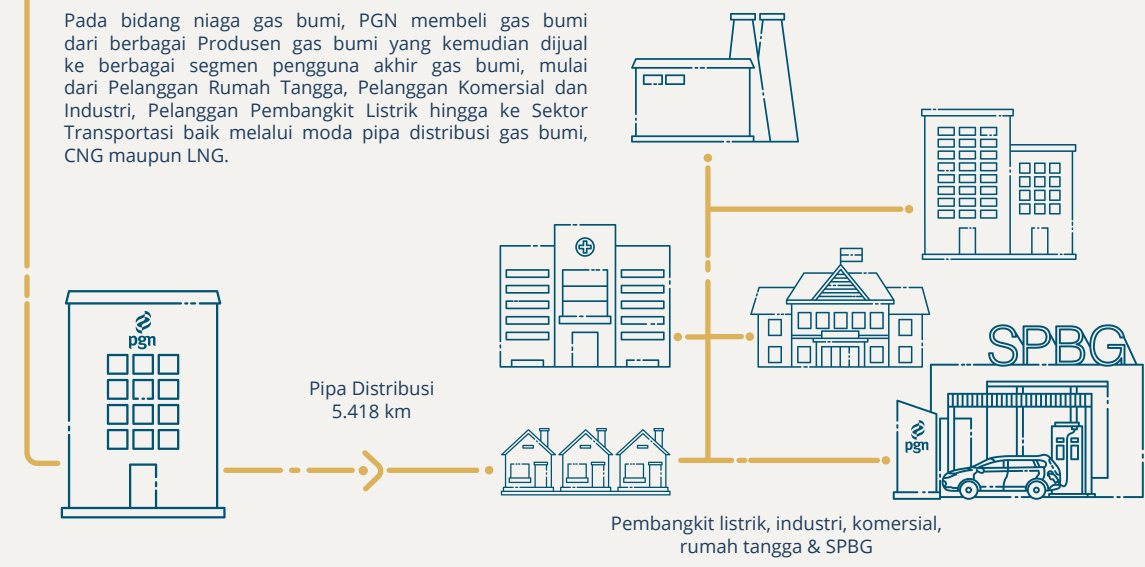 Pada bidang niaga gas bumi, PGN membeli gas bumi
dari berbagai Produsen gas bumi yang kemudian dijual
ke berbagai segmen pengguna akhir gas bumi, mulai
dari Pelanggan Rumah Tangga, Pelanggan Komersial dan
Industri, Pelanggan Pembangkit Listrik hingga ke Sektor
Transportasi baik melalui moda pipa distribusi gas bumi,
CNG maupun LNG.
pgn
Pipa Distribusi
5.418 km
SPBG
pgn
Pembangkit listrik, industri, komersial,
rumah tangga & SPBG